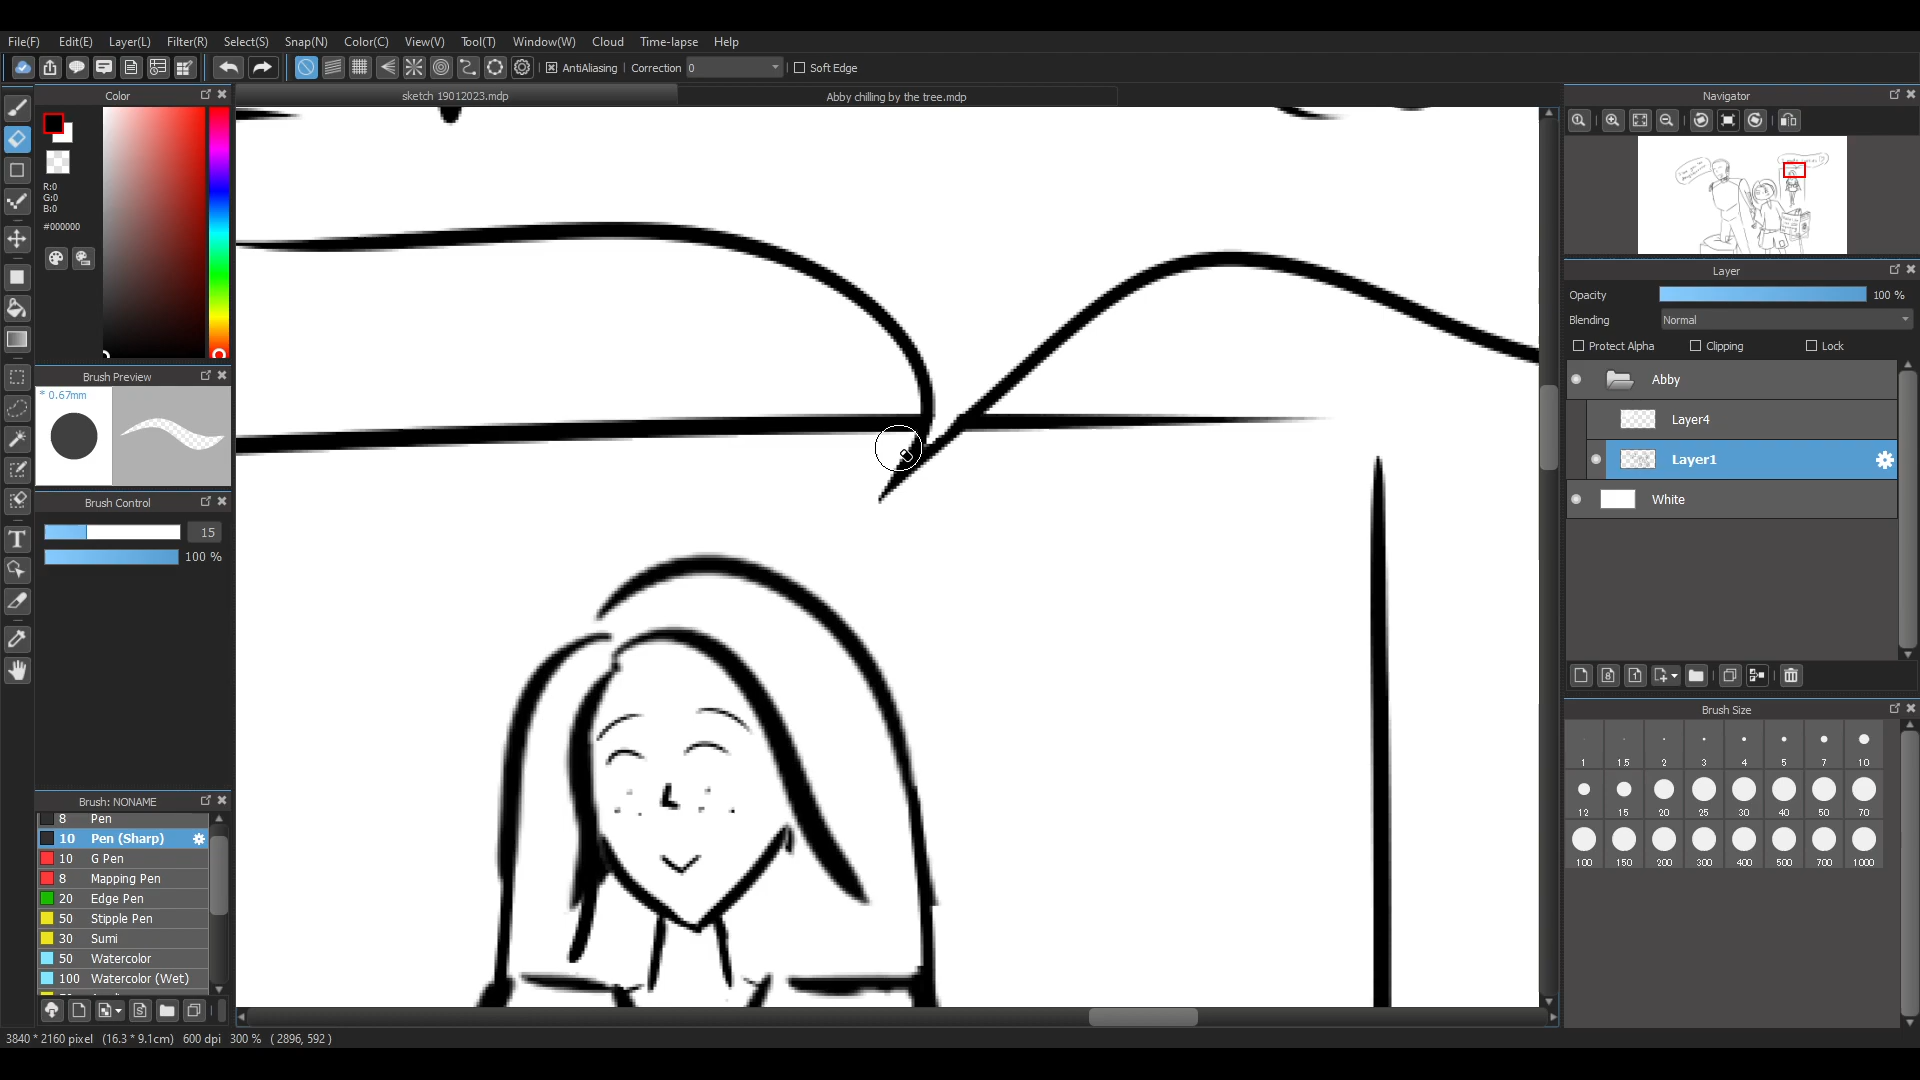 File(F) Edit(E) Layer(L) Filter(R) Select(S) Snap(N) Color(C) View(V) Tool(T) Window(W) Cloud Time-lapse Help
AntiAliasing Correction 0 Soft Edge
Color
sketch 19012023.mdp
Abby chilling by the tree.mdp
Navigator
R:0
G:0
B:0
#000000
Brush Preview
* 0.67mm
Brush Control
15
100 %
Brush: NONAME
8 Pen
10 Pen (Sharp)
10 G Pen
8 Mapping Pen
20 Edge Pen
50 Stipple Pen
30 Sumi
50 Watercolor
100 Watercolor (Wet)
Layer
Opacity 100 %
Blending Normal
Protect Alpha Clipping Lock
Abby
Layer4
Layer1
White
Brush Size
1 1.5 2 3 4 5 7 10
12 15 20 25 30 40 50 70
100 150 200 300 400 500 700 1000
3840 * 2160 pixel (16.3 * 9.1cm) 600 dpi 300 % ( 2896, 592 )